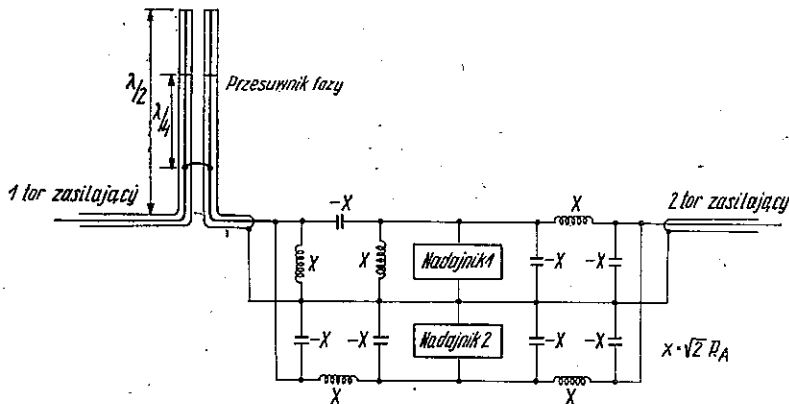 λ/2
λ/4
Przesuwnik fazy
1 tor zasilający
2 tor zasilający
-X
X
X
X
Nadajnik 1
-X
-X
-X
-X
Nadajnik 2
-X
-X
x=√2 R_A
X
X